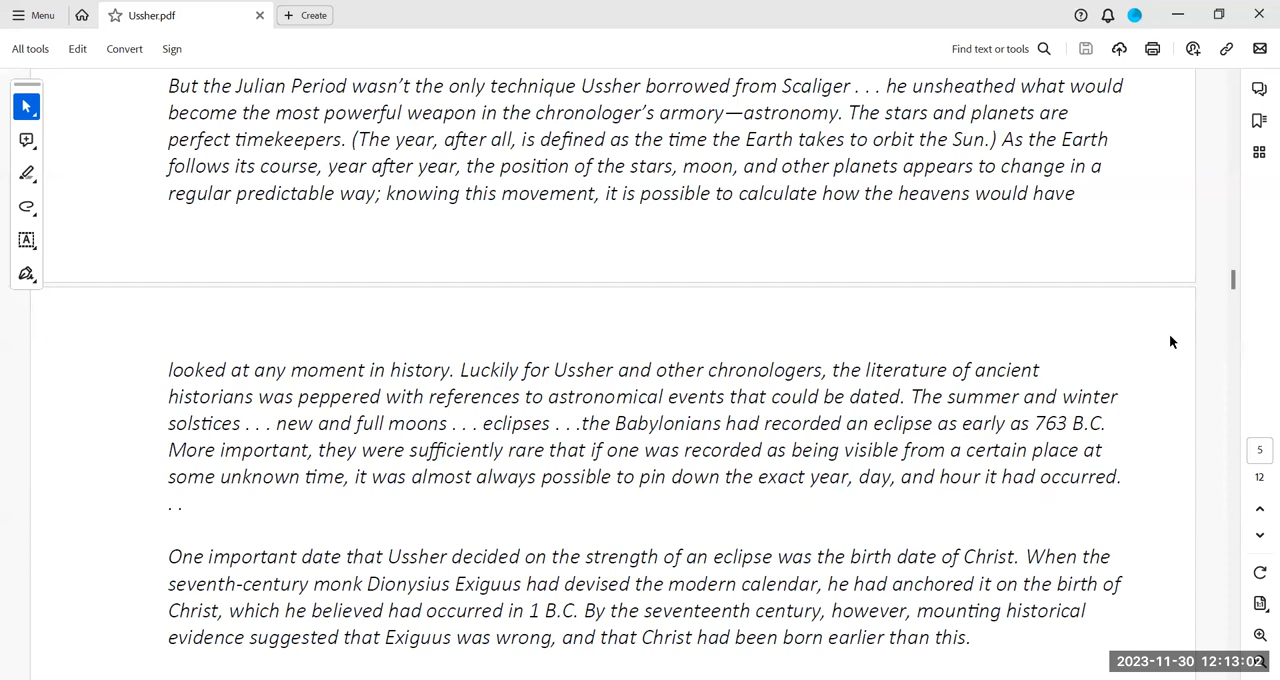 Menu
Ussher.pdf
Create
All tools
Edit
Convert
Sign
Find text or tools
But the Julian Period wasn’t the only technique Ussher borrowed from Scaliger . . . he unsheathed what would
become the most powerful weapon in the chronologer’s armory—astronomy. The stars and planets are
perfect timekeepers. (The year, after all, is defined as the time the Earth takes to orbit the Sun.) As the Earth
follows its course, year after year, the position of the stars, moon, and other planets appears to change in a
regular predictable way; knowing this movement, it is possible to calculate how the heavens would have
looked at any moment in history. Luckily for Ussher and other chronologers, the literature of ancient
historians was peppered with references to astronomical events that could be dated. The summer and winter
solstices . . . new and full moons . . . eclipses . . .the Babylonians had recorded an eclipse as early as 763 B.C.
More important, they were sufficiently rare that if one was recorded as being visible from a certain place at
some unknown time, it was almost always possible to pin down the exact year, day, and hour it had occurred.
. .
One important date that Ussher decided on the strength of an eclipse was the birth date of Christ. When the
seventh-century monk Dionysius Exiguus had devised the modern calendar, he had anchored it on the birth of
Christ, which he believed had occurred in 1 B.C. By the seventeenth century, however, mounting historical
evidence suggested that Exiguus was wrong, and that Christ had been born earlier than this.
5
12
2023-11-30 12:13:02